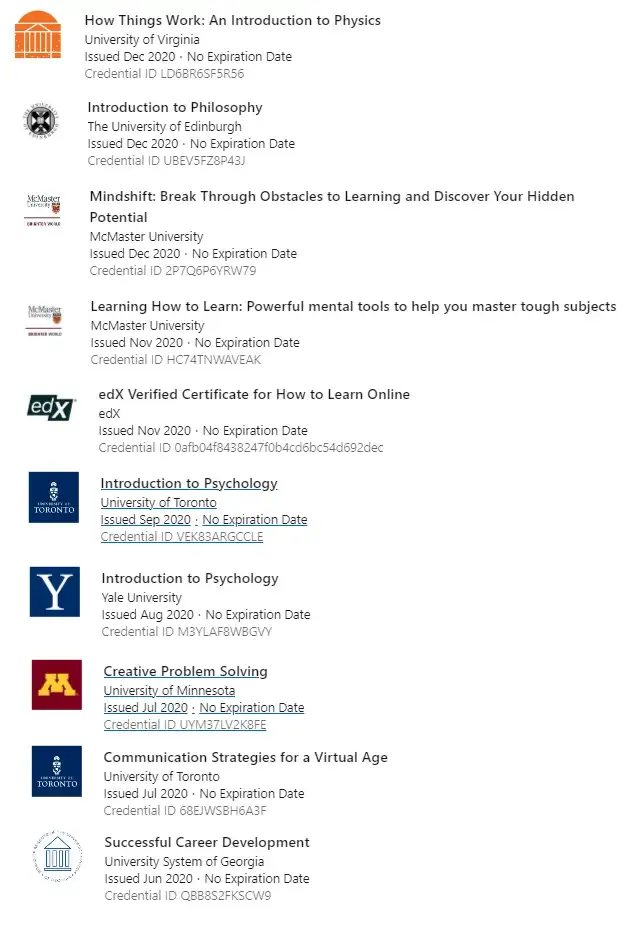 How Things Work: An Introduction to Physics
University of Virginia
Issued Dec 2020 · No Expiration Date
Credential ID LD6BR6SF5R56
Introduction to Philosophy
The University of Edinburgh
Issued Dec 2020 · No Expiration Date
Credential ID UBEV5FZ8P43J
McMaster
University
BRIGHTER WORLD
Mindshift: Break Through Obstacles to Learning and Discover Your Hidden
Potential
McMaster University
Issued Dec 2020 · No Expiration Date
Credential ID 2P7Q6P6YRW79
McMaster
University
BRIGHTER WORLD
Learning How to Learn: Powerful mental tools to help you master tough subjects
McMaster University
Issued Nov 2020 · No Expiration Date
Credential ID HC74TNWAVEAK
edX
edX Verified Certificate for How to Learn Online
edX
Issued Nov 2020 · No Expiration Date
Credential ID 0afb04f8438247f0b4cd6bc54d692dec
UNIVERSITY OF
TORONTO
Introduction to Psychology
University of Toronto
Issued Sep 2020 · No Expiration Date
Credential ID VEK83ARGCCLE
Y
Introduction to Psychology
Yale University
Issued Aug 2020 · No Expiration Date
Credential ID M3YLAF8WBGVY
M
Creative Problem Solving
University of Minnesota
Issued Jul 2020 · No Expiration Date
Credential ID UYM37LV2K8FE
UNIVERSITY OF
TORONTO
Communication Strategies for a Virtual Age
University of Toronto
Issued Jul 2020 · No Expiration Date
Credential ID 68EJWSBH6A3F
Successful Career Development
University System of Georgia
Issued Jun 2020 · No Expiration Date
Credential ID QBB8S2FKSCW9